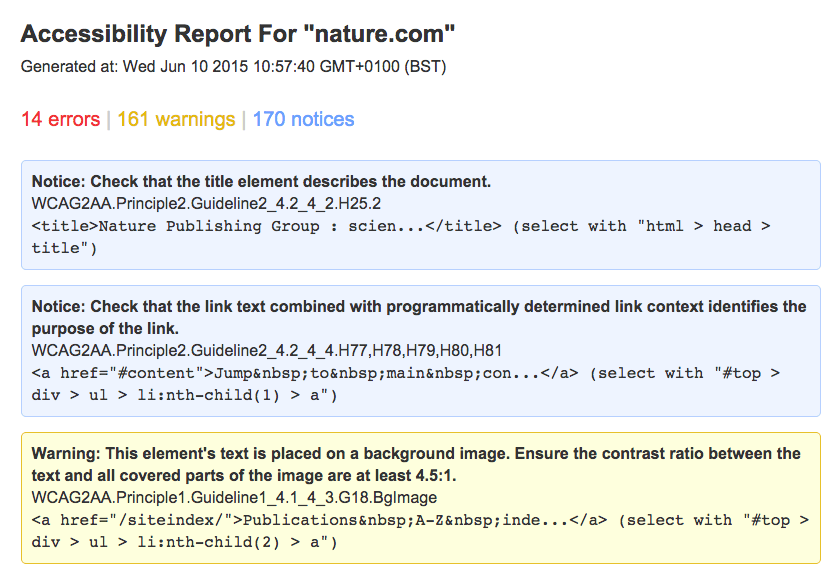 Accessibility Report For "nature.com"
Generated at: Wed Jun 10 2015 10:57:40 GMT+0100 (BST)
14 errors | 161 warnings | 170 notices
Notice: Check that the title element describes the document.
WCAG2AA.Principle2.Guideline2_4.2_4_2.H25.2
<title>Nature Publishing Group : scien...</title> (select with "html > head >
title")
Notice: Check that the link text combined with programmatically determined link context identifies the
purpose of the link.
WCAG2AA.Principle2.Guideline2_4.2_4_4.H77,H78,H79,H80,H81
<a href="#content">Jump&nbsp;to&nbsp;main&nbsp;con...</a> (select with "#top >
div > ul > li:nth-child(1) > a")
Warning: This element's text is placed on a background image. Ensure the contrast ratio between the
text and all covered parts of the image are at least 4.5:1.
WCAG2AA.Principle1.Guideline1_4.1_4_3.G18.BgImage
<a href="/siteindex/">Publications&nbsp;A-Z&nbsp;inde...</a> (select with "#top >
div > ul > li:nth-child(2) > a")